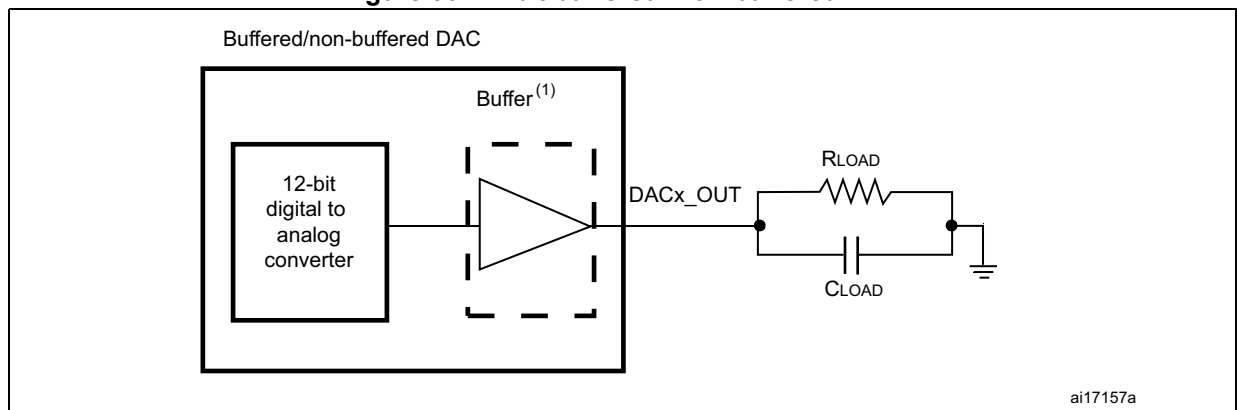 Buffered/non-buffered DAC
Buffer(1)
12-bit
digital to
analog
converter
DACx_OUT
RLOAD
CLOAD
ai17157a